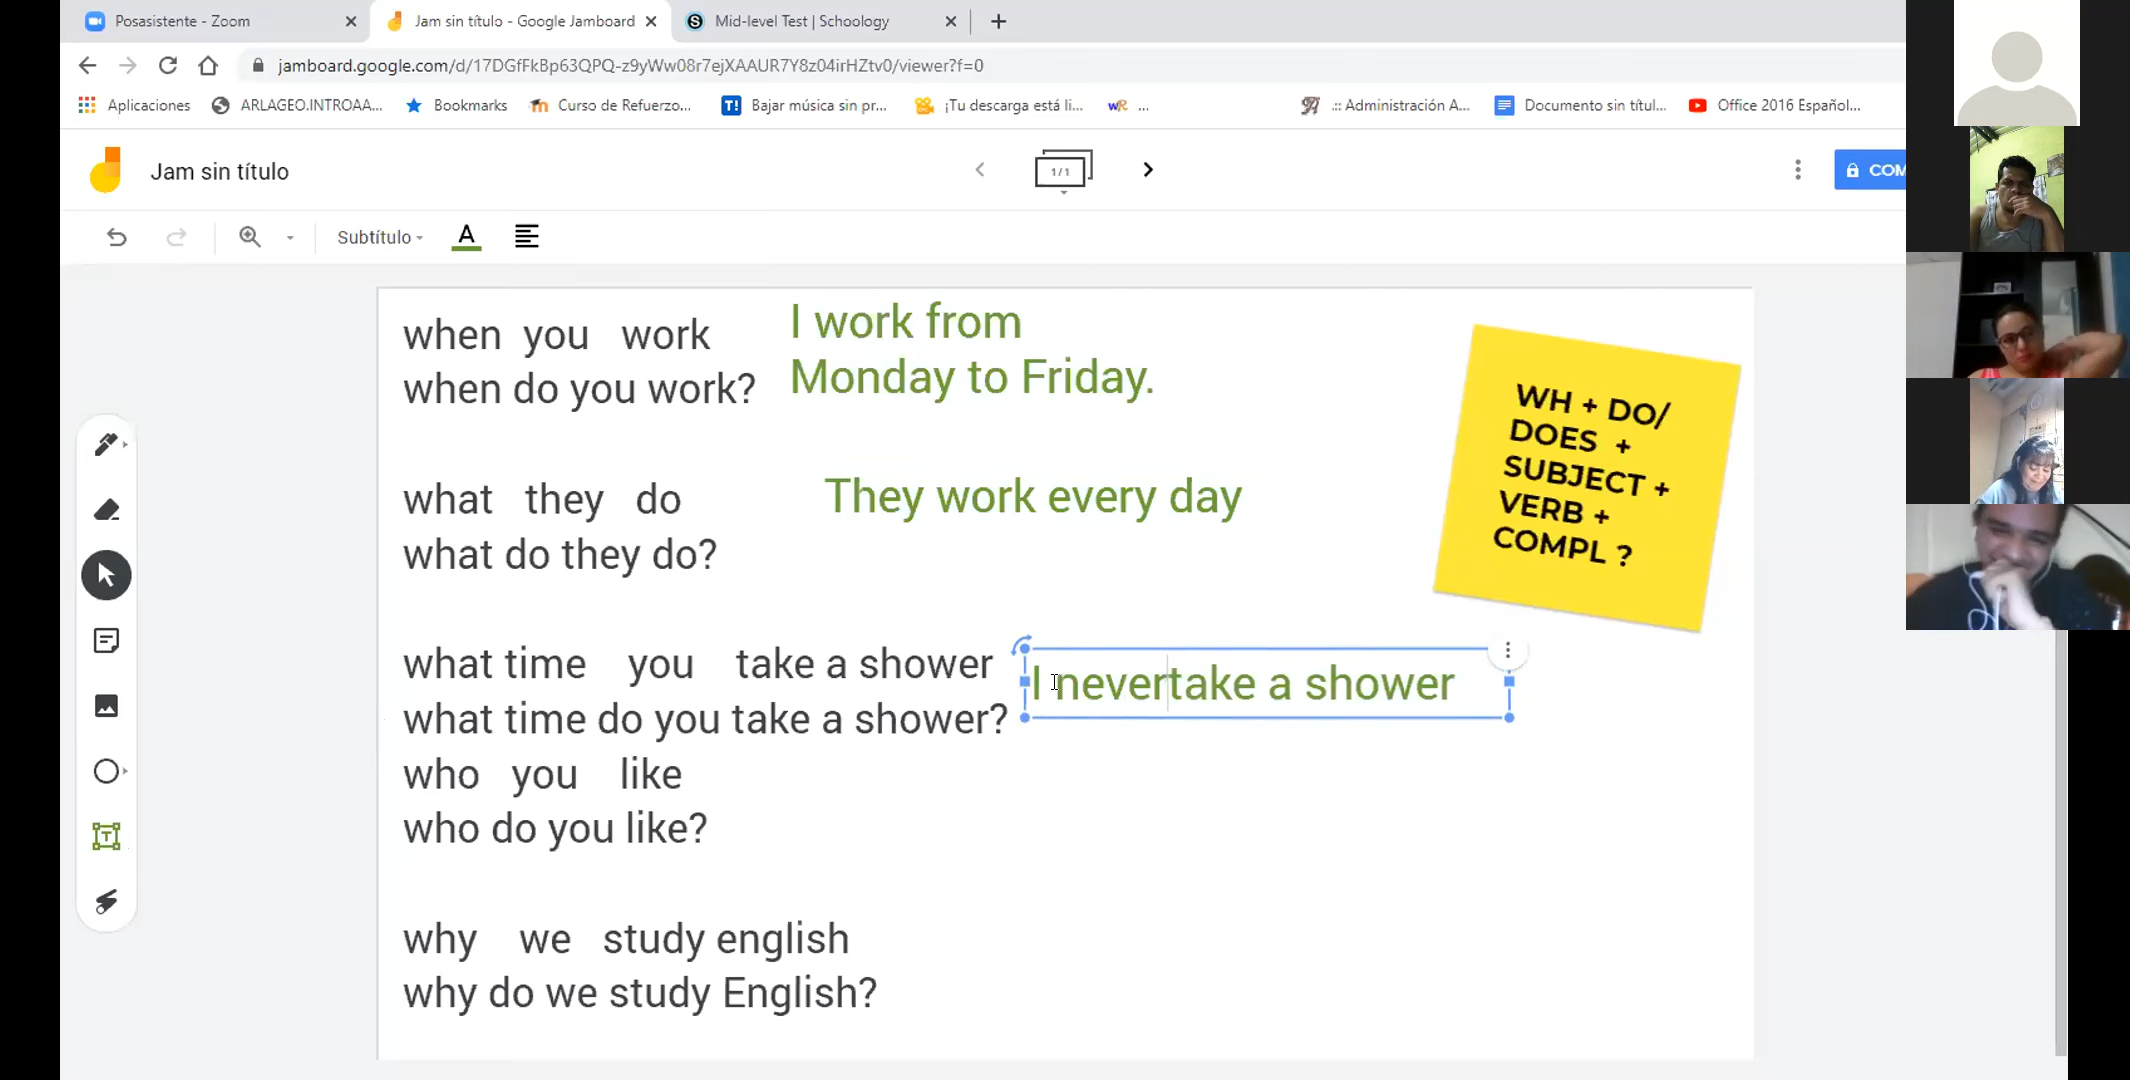 Posasistente - Zoom
Jam sin título - Google Jamboard
Mid-level Test | Schoology
jamboard.google.com/d/17DGfFkBp63QPQ-z9yWw08r7ejXAAUR7Y8z04irHZtv0/viewer?f=0
Aplicaciones
ARLAGEO.INTROAA...
Bookmarks
Curso de Refuerzo...
T!
Bajar música sin pr...
¡Tu descarga está li...
wR
...
.:: Administración A...
Documento sin títul...
Office 2016 Español...
Jam sin título
1/1
COM
Subtítulo
A
when you work
when do you work?
I work from
Monday to Friday.
what they do
what do they do?
They work every day
WH + DO/
DOES +
SUBJECT +
VERB +
COMPL ?
what time you take a shower
what time do you take a shower?
I nevertake a shower
who you like
who do you like?
why we study english
why do we study English?